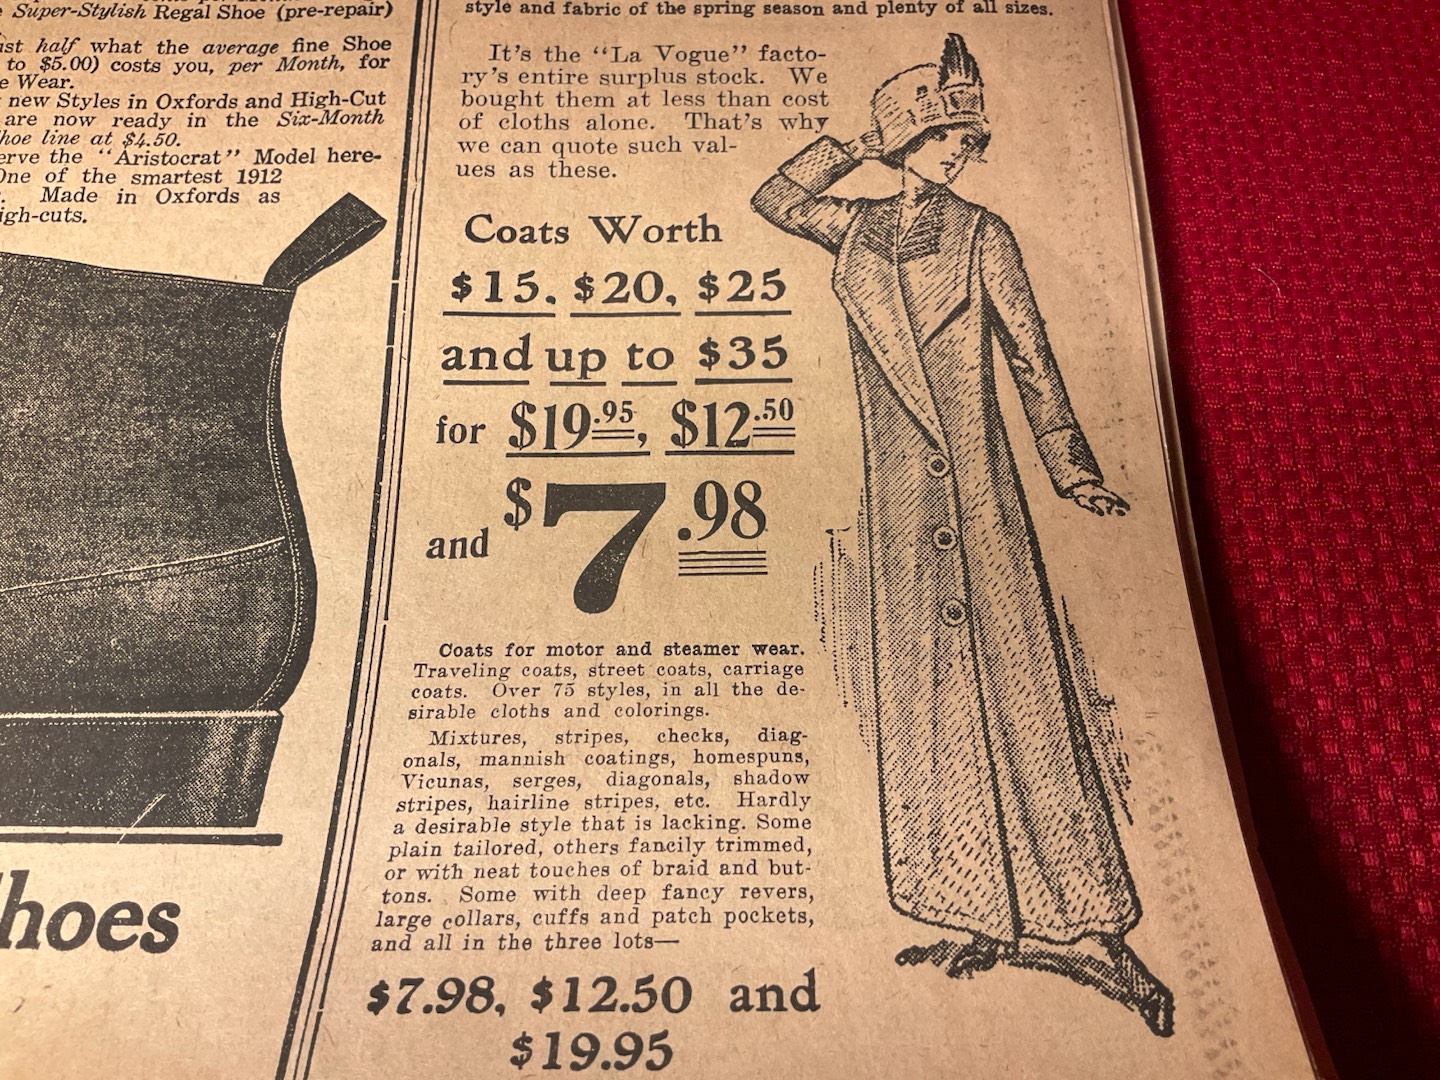 Super-Stylish Regal Shoe (pre-repair)
half what the average fine Shoe
to $5.00) costs you, per Month, for
Wear.
new Styles in Oxfords and High-Cut
are now ready in the Six-Month
line at $4.50.
the "Aristocrat" Model here-
One of the smartest 1912
Made in Oxfords as
igh-cuts.
hoes
style and fabric of the spring season and plenty of all sizes.
It's the "La Vogue" facto-
ry's entire surplus stock. We
bought them at less than cost
of cloths alone. That's why
we can quote such val-
ues as these.
Coats Worth
$15, $20, $25
and up to $35
for $19.95, $12.50
and $7.98
Coats for motor and steamer wear.
Traveling coats, street coats, carriage
coats. Over 75 styles, in all the de-
sirable cloths and colorings.
Mixtures, stripes, checks, diag-
onals, mannish coatings, homespuns,
Vicunas, serges, diagonals, shadow
stripes, hairline stripes, etc. Hardly
a desirable style that is lacking. Some
plain tailored, others fancily trimmed,
or with neat touches of braid and but-
tons. Some with deep fancy revers,
large collars, cuffs and patch pockets,
and all in the three lots—
$7.98, $12.50 and
$19.95